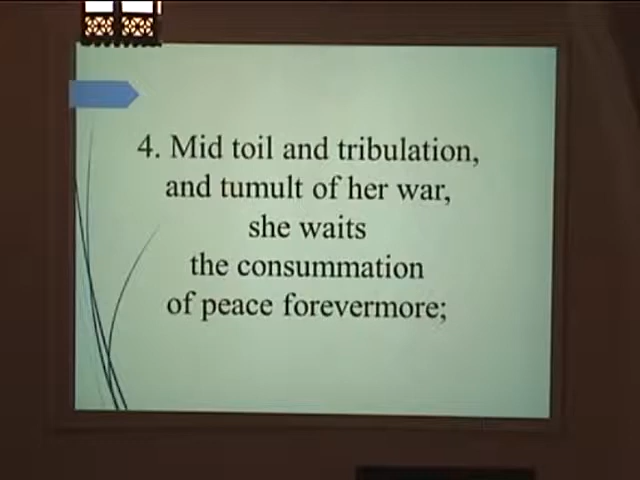 4. Mid toil and tribulation,
and tumult of her war,
she waits
the consummation
of peace forevermore;